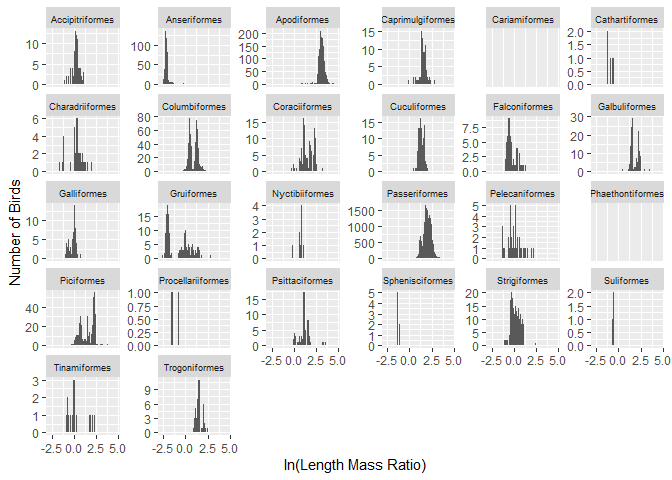 Accipitriformes Anseriformes Apodiformes Caprimulgiformes Cariamiformes Cathartiformes
10 5 0
100 50 0
200 150 100 50 0
15 10 5 0
2.0 1.5 1.0 0.5 0.0
Charadriiformes Columbiformes Coraciiformes Cuculiformes Falconiformes Galbuliformes
6 4 2 0
80 60 40 20 0
15 10 5 0
15 10 5 0
7.5 5.0 2.5 0.0
30 20 10 0
Galliformes Gruiformes Nyctibiiformes Passeriformes Pelecaniformes Phaethontiformes
10 5 0
15 10 5 0
4 3 2 1 0
1500 1000 500 0
5 4 3 2 1 0
Piciformes Procellariiformes Psittaciformes Sphenisciformes Strigiformes Suliformes
40 20 0
1.00 0.75 0.50 0.25 0.00
15 10 5 0
5 4 3 2 1 0
20 15 10 5 0
2.0 1.5 1.0 0.5 0.0
-2.5 0.0 2.5 5.0
-2.5 0.0 2.5 5.0
-2.5 0.0 2.5 5.0
-2.5 0.0 2.5 5.0
Tinamiformes Trogoniformes
3 2 1 0
9 6 3 0
-2.5 0.0 2.5 5.0
-2.5 0.0 2.5 5.0
Number of Birds
ln(Length Mass Ratio)